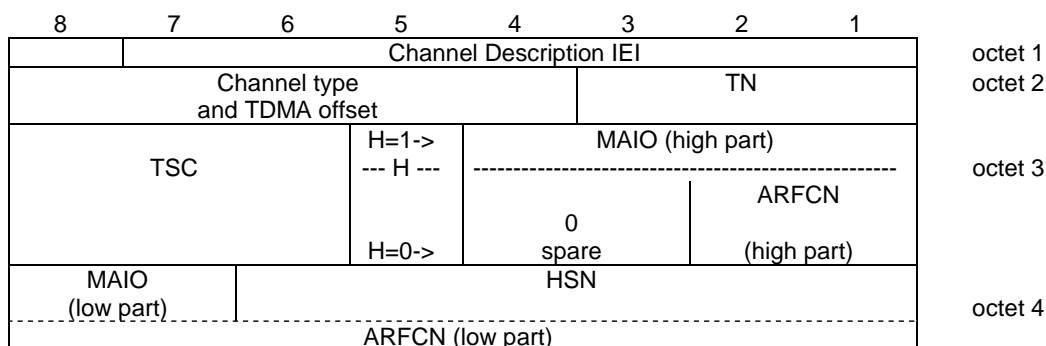 8 7 6 5 4 3 2 1
Channel Description IEI octet 1
Channel type TN octet 2
and TDMA offset
H=1-> MAIO (high part)
TSC --- H --- ------------------------------------------------------ octet 3
ARFCN
0
H=0-> spare (high part)
MAIO HSN
(low part) octet 4
ARFCN (low part)